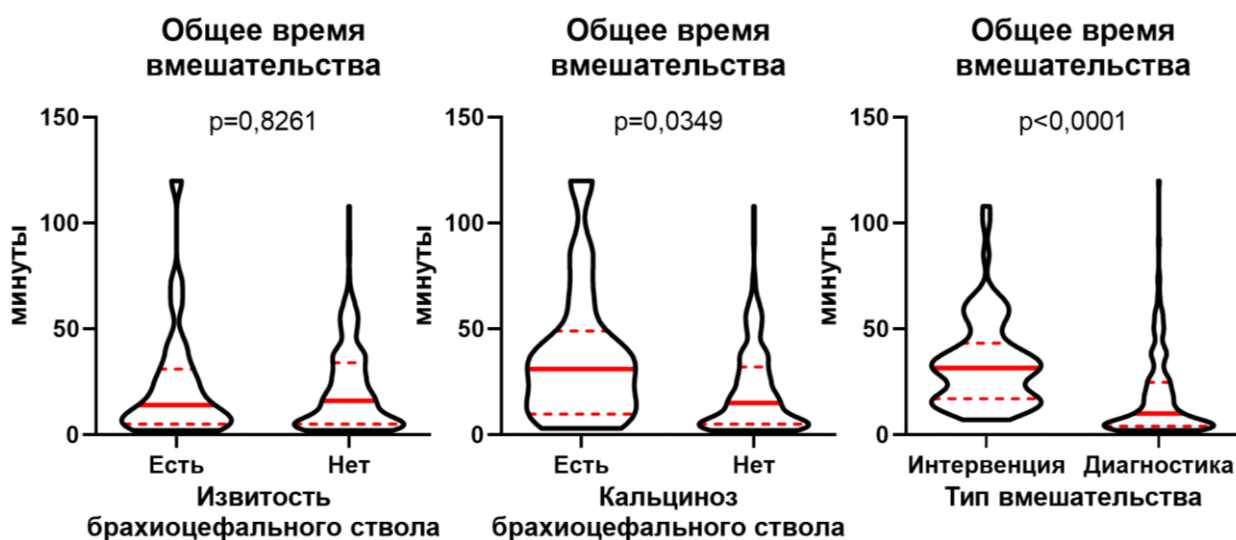 Общее время
вмешательства
p=0,8261
150
100
50
0
минуты
Есть
Нет
Извитость
брахиоцефального ствола
Общее время
вмешательства
p=0,0349
150
100
50
0
минуты
Есть
Нет
Кальциноз
брахиоцефального ствола
Общее время
вмешательства
p<0,0001
150
100
50
0
минуты
Интервенция
Диагностика
Тип вмешательства